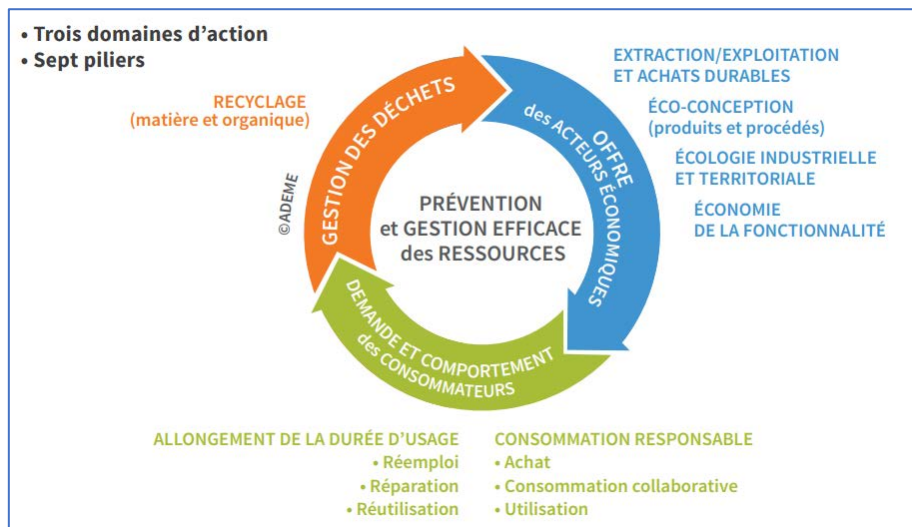 • Trois domaines d’action
• Sept piliers
RECYCLAGE
(matière et organique)
GESTION DES DÉCHETS
©ADEME
OFFRE
des ACTEURS ÉCONOMIQUES
EXTRACTION/EXPLOITATION
ET ACHATS DURABLES
ÉCO-CONCEPTION
(produits et procédés)
ÉCOLOGIE INDUSTRIELLE
ET TERRITORIALE
ÉCONOMIE
DE LA FONCTIONNALITÉ
PRÉVENTION
et GESTION EFFICACE
des RESSOURCES
DEMANDE ET COMPORTEMENT
des CONSOMMATEURS
ALLONGEMENT DE LA DURÉE D’USAGE
• Réemploi
• Réparation
• Réutilisation
CONSOMMATION RESPONSABLE
• Achat
• Consommation collaborative
• Utilisation